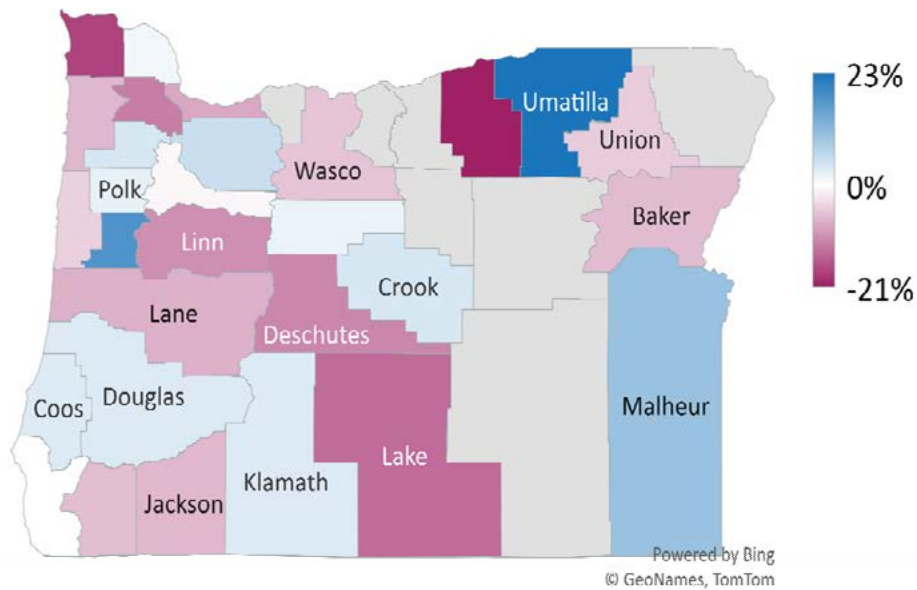 23%
Umatilla
Union
Wasco
0%
Polk
Baker
Linn
-21%
Crook
Lane
Deschutes
Douglas
Coos
Malheur
Lake
Klamath
Jackson
Powered by Bing
© GeoNames, TomTom